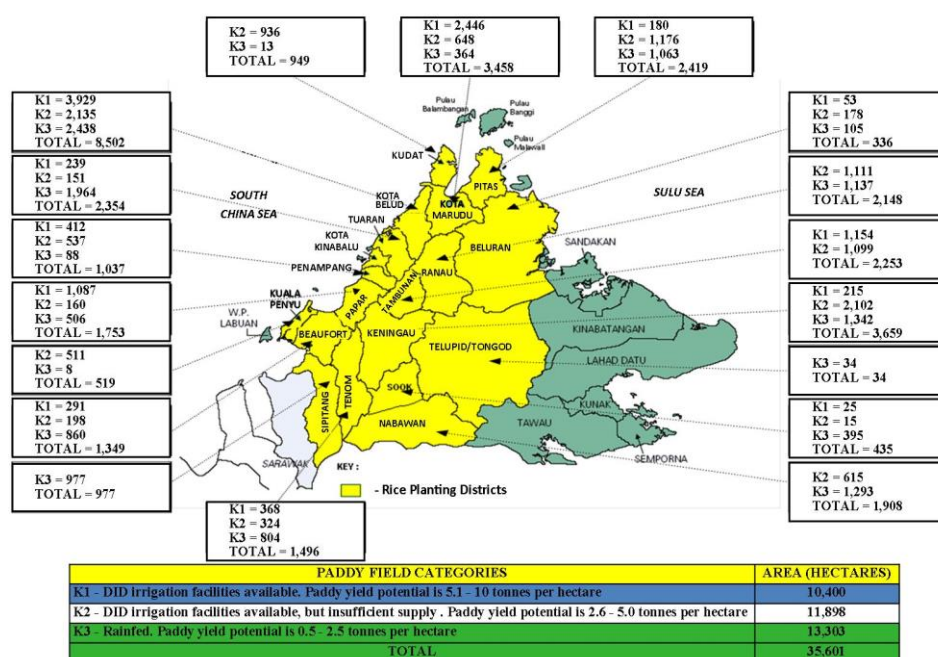 K2 = 936
K3 = 13
TOTAL = 949
K1 = 2,446
K2 = 648
K3 = 364
TOTAL = 3,458
K1 = 180
K2 = 1,176
K3 = 1,063
TOTAL = 2,419
K1 = 3,929
K2 = 2,135
K3 = 2,438
TOTAL = 8,502
K1 = 239
K2 = 151
K3 = 1,964
TOTAL = 2,354
K1 = 412
K2 = 537
K3 = 88
TOTAL = 1,037
K1 = 1,087
K2 = 160
K3 = 506
TOTAL = 1,753
K2 = 511
K3 = 8
TOTAL = 519
K1 = 291
K2 = 198
K3 = 860
TOTAL = 1,349
K3 = 977
TOTAL = 977
K1 = 368
K2 = 324
K3 = 804
TOTAL = 1,496
Pulau
Balambangan
Pulau
Banggi
Pulau
Malawali
KUDAT
PITAS
SOUTH
CHINA SEA
SULU SEA
KOTA
BELUD
KOTA
MARUDU
TUARAN
KOTA
KINABALU
PENAMPANG
RANAU
BELURAN
SANDAKAN
KUALA
PENYU
PAPAR
TAMBUNAN
W.P.
LABUAN
BEAUFORT
KENINGAU
TELUPID/TONGOD
KINABATANGAN
LAHAD DATU
SIPITANG
TENOM
SOOK
KUNAK
NABAWAN
TAWAU
SEMPORNA
SARAWAK
KEY :
- Rice Planting Districts
K1 = 53
K2 = 178
K3 = 105
TOTAL = 336
K2 = 1,111
K3 = 1,137
TOTAL = 2,148
K1 = 1,154
K2 = 1,099
TOTAL = 2,253
K1 = 215
K2 = 2,102
K3 = 1,342
TOTAL = 3,659
K3 = 34
TOTAL = 34
K1 = 25
K2 = 15
K3 = 395
TOTAL = 435
K2 = 615
K3 = 1,293
TOTAL = 1,908
PADDY FIELD CATEGORIES AREA (HECTARES)
K1 - DID irrigation facilities available. Paddy yield potential is 5.1 - 10 tonnes per hectare 10,400
K2 - DID irrigation facilities available, but insufficient supply . Paddy yield potential is 2.6 - 5.0 tonnes per hectare 11,898
K3 - Rainfed. Paddy yield potential is 0.5 - 2.5 tonnes per hectare 13,303
TOTAL 35,601